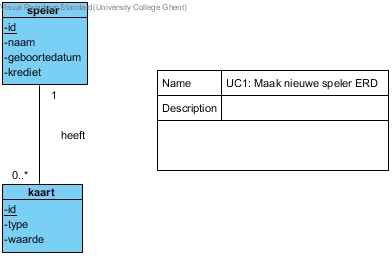 Visual Paradigm Standard(University College Ghent)
speler
-id
-naam
-geboortedatum
-krediet
1
heeft
0..*
kaart
-id
-type
-waarde
Name UC1: Maak nieuwe speler ERD
Description